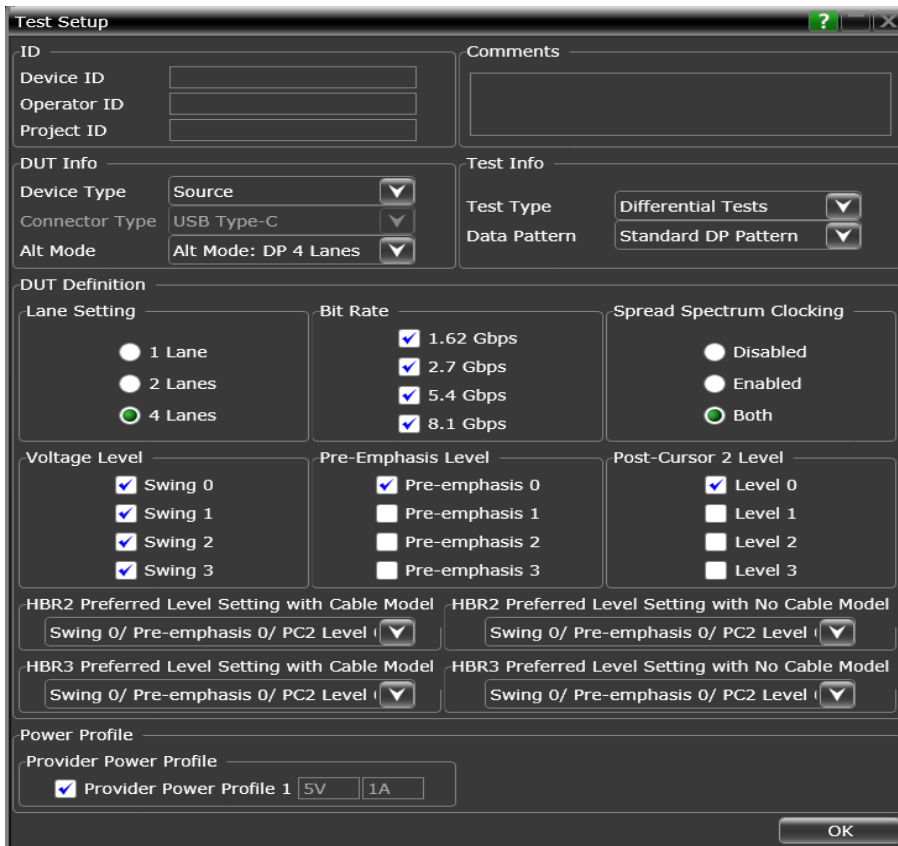 Test Setup ?
ID
Device ID
Operator ID
Project ID
Comments
DUT Info
Device Type Source
Connector Type USB Type-C
Alt Mode Alt Mode: DP 4 Lanes
Test Info
Test Type Differential Tests
Data Pattern Standard DP Pattern
DUT Definition
Lane Setting
1 Lane
2 Lanes
4 Lanes
Bit Rate
1.62 Gbps
2.7 Gbps
5.4 Gbps
8.1 Gbps
Spread Spectrum Clocking
Disabled
Enabled
Both
Voltage Level
Swing 0
Swing 1
Swing 2
Swing 3
Pre-Emphasis Level
Pre-emphasis 0
Pre-emphasis 1
Pre-emphasis 2
Pre-emphasis 3
Post-Cursor 2 Level
Level 0
Level 1
Level 2
Level 3
HBR2 Preferred Level Setting with Cable Model
Swing 0/ Pre-emphasis 0/ PC2 Level
HBR2 Preferred Level Setting with No Cable Model
Swing 0/ Pre-emphasis 0/ PC2 Level
HBR3 Preferred Level Setting with Cable Model
Swing 0/ Pre-emphasis 0/ PC2 Level
HBR3 Preferred Level Setting with No Cable Model
Swing 0/ Pre-emphasis 0/ PC2 Level
Power Profile
Provider Power Profile
Provider Power Profile 1 5V 1A
OK